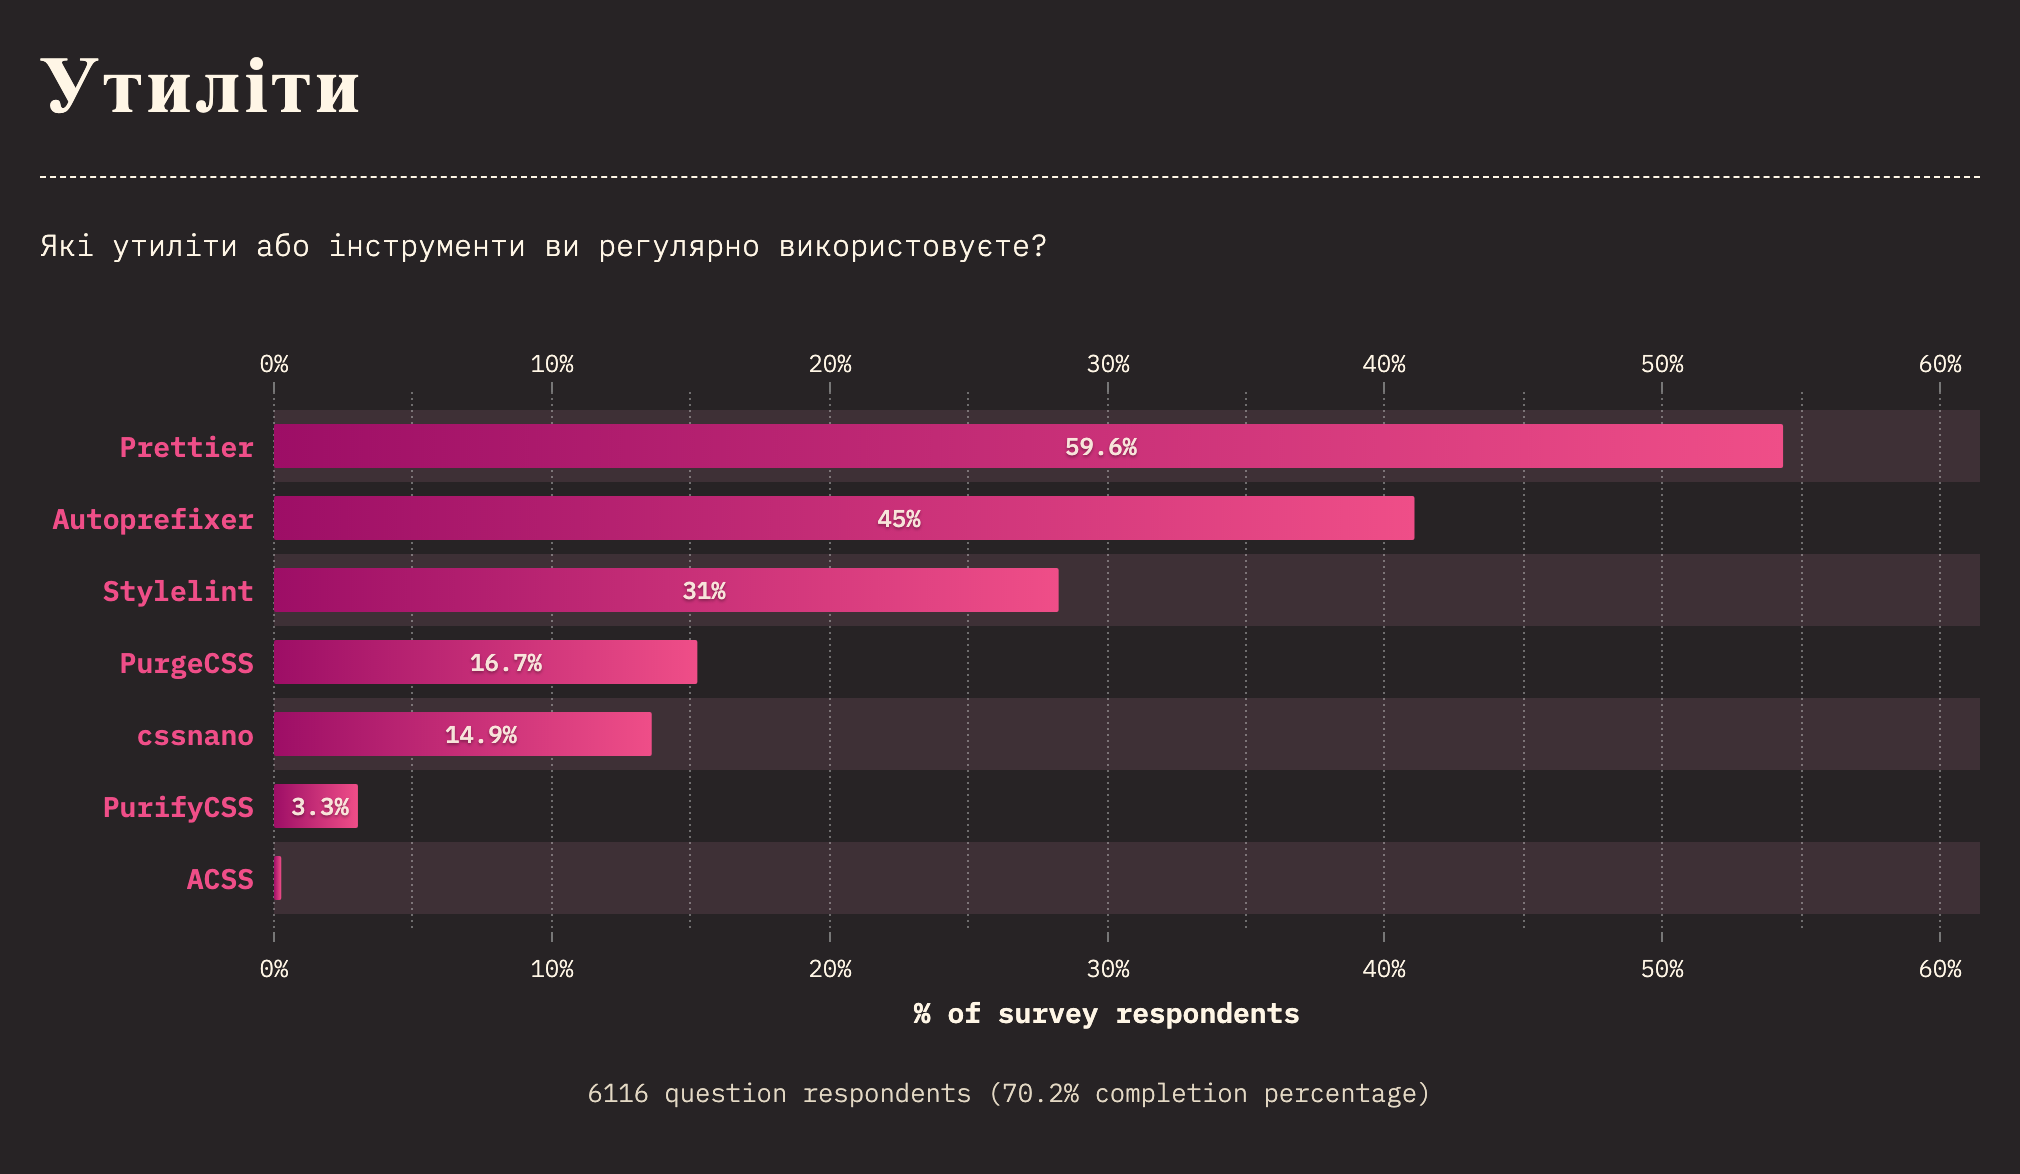 Утиліти
Які утиліти або інструменти ви регулярно використовуєте?
0% 10% 20% 30% 40% 50% 60%
Prettier 59.6%
Autoprefixer 45%
Stylelint 31%
PurgeCSS 16.7%
cssnano 14.9%
PurifyCSS 3.3%
ACSS
0% 10% 20% 30% 40% 50% 60%
% of survey respondents
6116 question respondents (70.2% completion percentage)